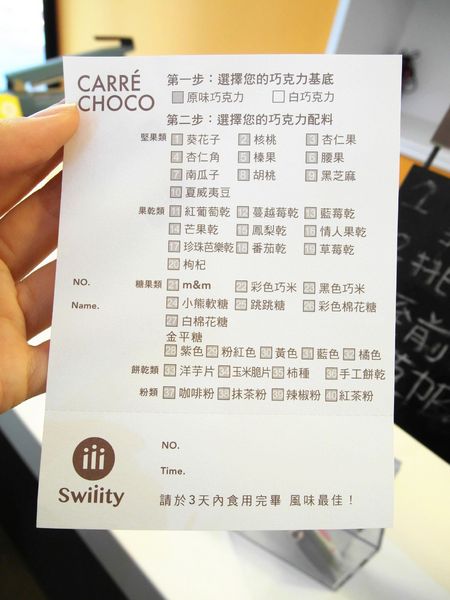 CARRÉ
CHOCO
第一步：選擇您的巧克力基底
原味巧克力 白巧克力
第二步：選擇您的巧克力配料
堅果類 1 葵花子 2 核桃 3 杏仁果
4 杏仁角 5 榛果 6 腰果
7 南瓜子 8 胡桃 9 黑芝麻
10 夏威夷豆
果乾類 11 紅葡萄乾 12 蔓越莓乾 13 藍莓乾
14 芒果乾 15 鳳梨乾 16 情人果乾
17 珍珠芭樂乾 18 番茄乾 19 草莓乾
20 枸杞
NO. 糖果類 21 m&m 22 彩色巧米 23 黑色巧米
Name. 24 小熊軟糖 25 跳跳糖 26 彩色棉花糖
27 白棉花糖
金平糖
28 紫色 29 粉紅色 30 黃色 31 藍色 32 橘色
餅乾類 33 洋芋片 34 玉米脆片 35 柿種 36 手工餅乾
粉類 37 咖啡粉 38 抹茶粉 39 辣椒粉 40 紅茶粉
NO.
Time.
Swility
請於3天內食用完畢 風味最佳！
1
2
前